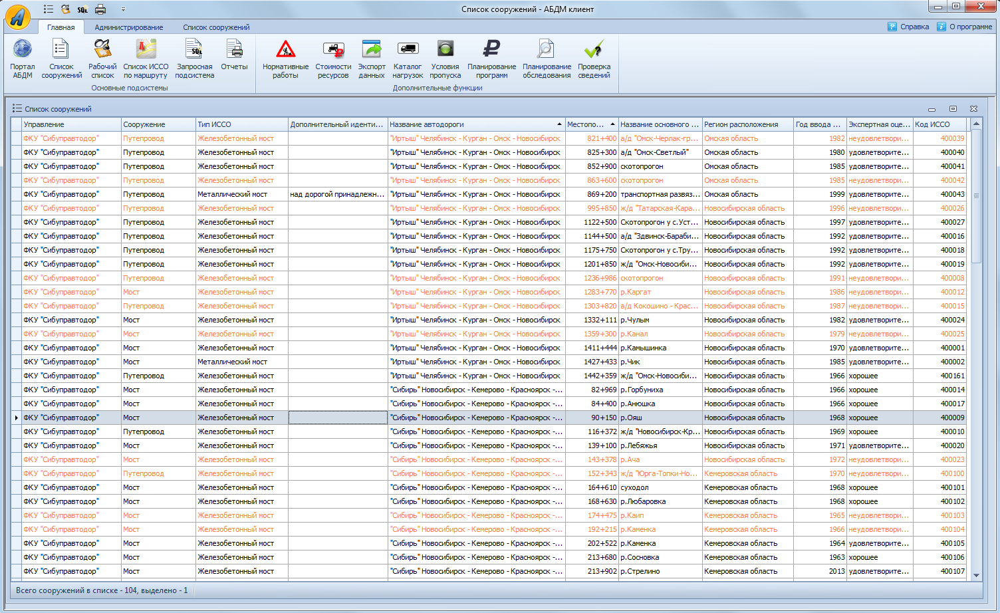 SQL
Список сооружений - АБДМ клиент
Главная Администрирование Список сооружений Справка О программе
Портал АБДМ
Список сооружений
Рабочий список
Список ИССО по маршруту
SQL
Запросная подсистема
Отчеты
Нормативные работы
Стоимости ресурсов
Экспорт данных
Каталог нагрузок
Условия пропуска
Планирование программ
Планирование обследования
Проверка сведений
Основные подсистемы Дополнительные функции
Список сооружений
Управление Сооружение Тип ИССО Дополнительный иденти... Название автодороги Местопо... Название основного ... Регион расположения Год ввода ... Экспертная оце... Код ИССО
ФКУ "Сибуправтодор" Путепровод Железобетонный мост "Иртыш" Челябинск - Курган - Омск - Новосибирск 821+400 а/д "Омск-Черлак-гр... Омская область 1982 неудовлетвори... 400039
ФКУ "Сибуправтодор" Путепровод Железобетонный мост "Иртыш" Челябинск - Курган - Омск - Новосибирск 825+300 а/д "Омск-Светлый" Омская область 1980 удовлетворите... 400040
ФКУ "Сибуправтодор" Путепровод Железобетонный мост "Иртыш" Челябинск - Курган - Омск - Новосибирск 852+900 скотопрогон Омская область 1985 удовлетворите... 400041
ФКУ "Сибуправтодор" Путепровод Железобетонный мост "Иртыш" Челябинск - Курган - Омск - Новосибирск 863+600 скотопрогон Омская область 1985 неудовлетвори... 400042
ФКУ "Сибуправтодор" Путепровод Металлический мост над дорогой принадлежн... "Иртыш" Челябинск - Курган - Омск - Новосибирск 869+200 транспортная развяз... Омская область 1999 удовлетворите... 400043
ФКУ "Сибуправтодор" Путепровод Железобетонный мост "Иртыш" Челябинск - Курган - Омск - Новосибирск 995+850 ж/д "Татарская-Кара... Новосибирская область 1996 неудовлетвори... 400026
ФКУ "Сибуправтодор" Путепровод Железобетонный мост "Иртыш" Челябинск - Курган - Омск - Новосибирск 1122+500 Скотопрогон у с.Уст... Новосибирская область 1997 удовлетворите... 400027
ФКУ "Сибуправтодор" Путепровод Железобетонный мост "Иртыш" Челябинск - Курган - Омск - Новосибирск 1144+500 а/д "Здвинск-Бараби... Новосибирская область 1992 удовлетворите... 400016
ФКУ "Сибуправтодор" Путепровод Железобетонный мост "Иртыш" Челябинск - Курган - Омск - Новосибирск 1175+750 Скотопрогон у с.Тру... Новосибирская область 1992 удовлетворите... 400018
ФКУ "Сибуправтодор" Путепровод Железобетонный мост "Иртыш" Челябинск - Курган - Омск - Новосибирск 1201+850 ж/д "Омск-Новосиби... Новосибирская область 1992 удовлетворите... 400019
ФКУ "Сибуправтодор" Путепровод Железобетонный мост "Иртыш" Челябинск - Курган - Омск - Новосибирск 1236+986 скотопрогон Новосибирская область 1991 неудовлетвори... 400008
ФКУ "Сибуправтодор" Мост Железобетонный мост "Иртыш" Челябинск - Курган - Омск - Новосибирск 1283+770 р.Каргат Новосибирская область 1986 неудовлетвори... 400012
ФКУ "Сибуправтодор" Путепровод Железобетонный мост "Иртыш" Челябинск - Курган - Омск - Новосибирск 1303+820 а/д Кокошино - Крас... Новосибирская область 1987 неудовлетвори... 400015
ФКУ "Сибуправтодор" Мост Железобетонный мост "Иртыш" Челябинск - Курган - Омск - Новосибирск 1332+111 р.Чулым Новосибирская область 1982 удовлетворите... 400024
ФКУ "Сибуправтодор" Мост Железобетонный мост "Иртыш" Челябинск - Курган - Омск - Новосибирск 1359+300 р.Канал Новосибирская область 1979 неудовлетвори... 400025
ФКУ "Сибуправтодор" Мост Железобетонный мост "Иртыш" Челябинск - Курган - Омск - Новосибирск 1411+444 р.Камышинка Новосибирская область 1970 удовлетворите... 400001
ФКУ "Сибуправтодор" Мост Металлический мост "Иртыш" Челябинск - Курган - Омск - Новосибирск 1427+433 р.Чик Новосибирская область 1985 удовлетворите... 400002
ФКУ "Сибуправтодор" Путепровод Железобетонный мост "Иртыш" Челябинск - Курган - Омск - Новосибирск 1442+359 ж/д "Омск-Новосиби... Новосибирская область 1966 хорошее 400161
ФКУ "Сибуправтодор" Мост Железобетонный мост "Сибирь" Новосибирск - Кемерово - Красноярск -... 82+969 р.Горбуниха Новосибирская область 1966 хорошее 400014
ФКУ "Сибуправтодор" Мост Железобетонный мост "Сибирь" Новосибирск - Кемерово - Красноярск -... 84+400 р.Анюшка Новосибирская область 1966 хорошее 400017
ФКУ "Сибуправтодор" Мост Железобетонный мост "Сибирь" Новосибирск - Кемерово - Красноярск -... 90+150 р.Ояш Новосибирская область 1968 хорошее 400009
ФКУ "Сибуправтодор" Путепровод Железобетонный мост "Сибирь" Новосибирск - Кемерово - Красноярск -... 116+372 ж/д "Новосибирск-Кр... Новосибирская область 1969 хорошее 400010
ФКУ "Сибуправтодор" Мост Железобетонный мост "Сибирь" Новосибирск - Кемерово - Красноярск -... 139+100 р.Лебяжья Новосибирская область 1971 удовлетворите... 400020
ФКУ "Сибуправтодор" Мост Железобетонный мост "Сибирь" Новосибирск - Кемерово - Красноярск -... 143+378 р.Ача Новосибирская область 1972 неудовлетвори... 400023
ФКУ "Сибуправтодор" Путепровод Железобетонный мост "Сибирь" Новосибирск - Кемерово - Красноярск -... 152+343 ж/д "Юрга-Топки-Но... Кемеровская область 1970 неудовлетвори... 400100
ФКУ "Сибуправтодор" Мост Железобетонный мост "Сибирь" Новосибирск - Кемерово - Красноярск -... 164+610 суходол Кемеровская область 1968 хорошее 400101
ФКУ "Сибуправтодор" Мост Железобетонный мост "Сибирь" Новосибирск - Кемерово - Красноярск -... 168+630 р.Любаровка Кемеровская область 1968 хорошее 400102
ФКУ "Сибуправтодор" Мост Железобетонный мост "Сибирь" Новосибирск - Кемерово - Красноярск -... 174+475 р.Каип Кемеровская область 1965 неудовлетвори... 400103
ФКУ "Сибуправтодор" Мост Железобетонный мост "Сибирь" Новосибирск - Кемерово - Красноярск -... 192+215 р.Каменка Кемеровская область 1966 неудовлетвори... 400104
ФКУ "Сибуправтодор" Мост Железобетонный мост "Сибирь" Новосибирск - Кемерово - Красноярск -... 202+522 р.Каменка Кемеровская область 1964 удовлетворите... 400105
ФКУ "Сибуправтодор" Мост Железобетонный мост "Сибирь" Новосибирск - Кемерово - Красноярск -... 213+680 р.Сосновка Кемеровская область 1963 хорошее 400106
ФКУ "Сибуправтодор" Мост Железобетонный мост "Сибирь" Новосибирск - Кемерово - Красноярск -... 213+902 р.Стрелино Кемеровская область 2013 удовлетворите... 400107
Всего сооружений в списке - 104, выделено - 1